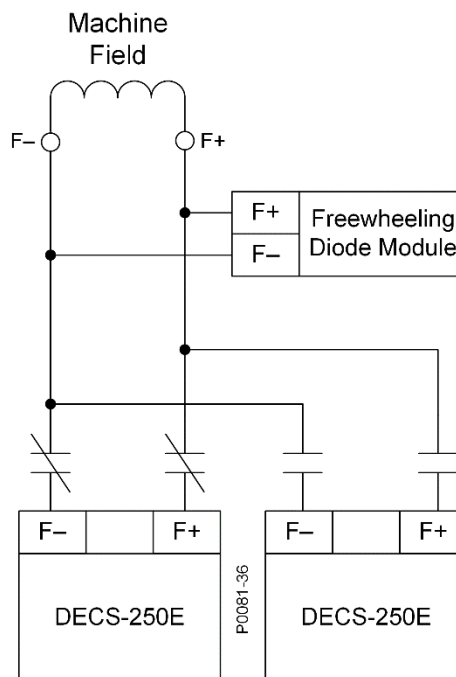 Machine
Field
F–
F+
F+
Freewheeling
Diode Module
F–
F–
F+
F–
F+
DECS-250E
P0081-36
DECS-250E